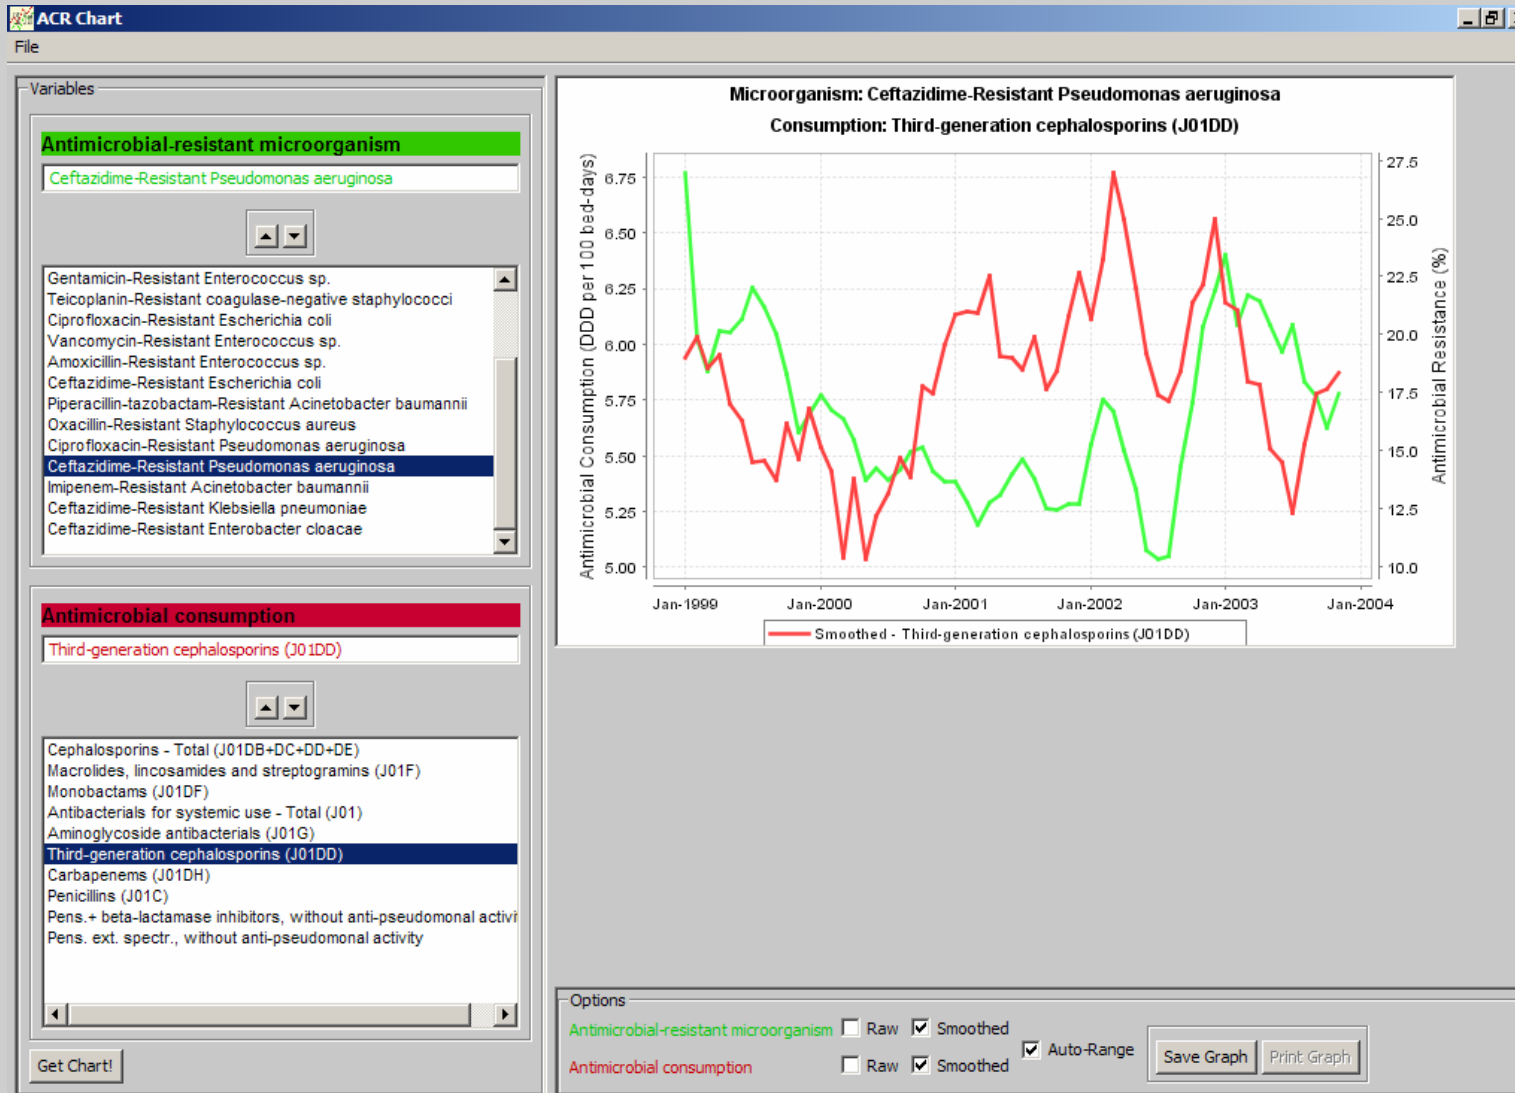 ACR Chart
File
Variables
Antimicrobial-resistant microorganism
Ceftazidime-Resistant Pseudomonas aeruginosa
Gentamicin-Resistant Enterococcus sp.
Teicoplanin-Resistant coagulase-negative staphylococci
Ciprofloxacin-Resistant Escherichia coli
Vancomycin-Resistant Enterococcus sp.
Amoxicillin-Resistant Enterococcus sp.
Ceftazidime-Resistant Escherichia coli
Piperacillin-tazobactam-Resistant Acinetobacter baumannii
Oxacillin-Resistant Staphylococcus aureus
Ciprofloxacin-Resistant Pseudomonas aeruginosa
Ceftazidime-Resistant Pseudomonas aeruginosa
Imipenem-Resistant Acinetobacter baumannii
Ceftazidime-Resistant Klebsiella pneumoniae
Ceftazidime-Resistant Enterobacter cloacae
Antimicrobial consumption
Third-generation cephalosporins (J01DD)
Cephalosporins - Total (J01DB+DC+DD+DE)
Macrolides, lincosamides and streptogramins (J01F)
Monobactams (J01DF)
Antibacterials for systemic use - Total (J01)
Aminoglycoside antibacterials (J01G)
Third-generation cephalosporins (J01DD)
Carbapenems (J01DH)
Penicillins (J01C)
Pens.+ beta-lactamase inhibitors, without anti-pseudomonal activi
Pens. ext. spectr., without anti-pseudomonal activity
Get Chart!
Microorganism: Ceftazidime-Resistant Pseudomonas aeruginosa
Consumption: Third-generation cephalosporins (J01DD)
Antimicrobial Consumption (DDD per 100 bed-days)
6.75
6.50
6.25
6.00
5.75
5.50
5.25
5.00
27.5
25.0
22.5
20.0
17.5
15.0
12.5
10.0
Antimicrobial Resistance (%)
Jan-1999 Jan-2000 Jan-2001 Jan-2002 Jan-2003 Jan-2004
Smoothed - Third-generation cephalosporins (J01DD)
Options
Antimicrobial-resistant microorganism Raw Smoothed
Antimicrobial consumption Raw Smoothed
Auto-Range
Save Graph Print Graph